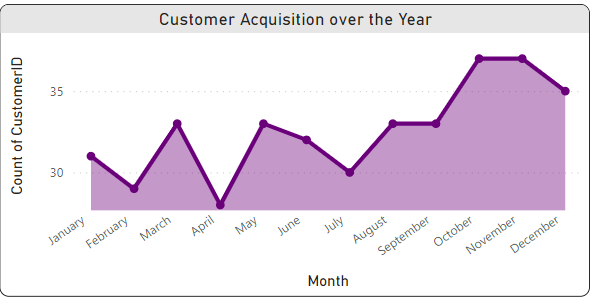 Customer Acquisition over the Year
Count of CustomerID
35
30
January
February
March
April
May
June
July
August
September
October
November
December
Month